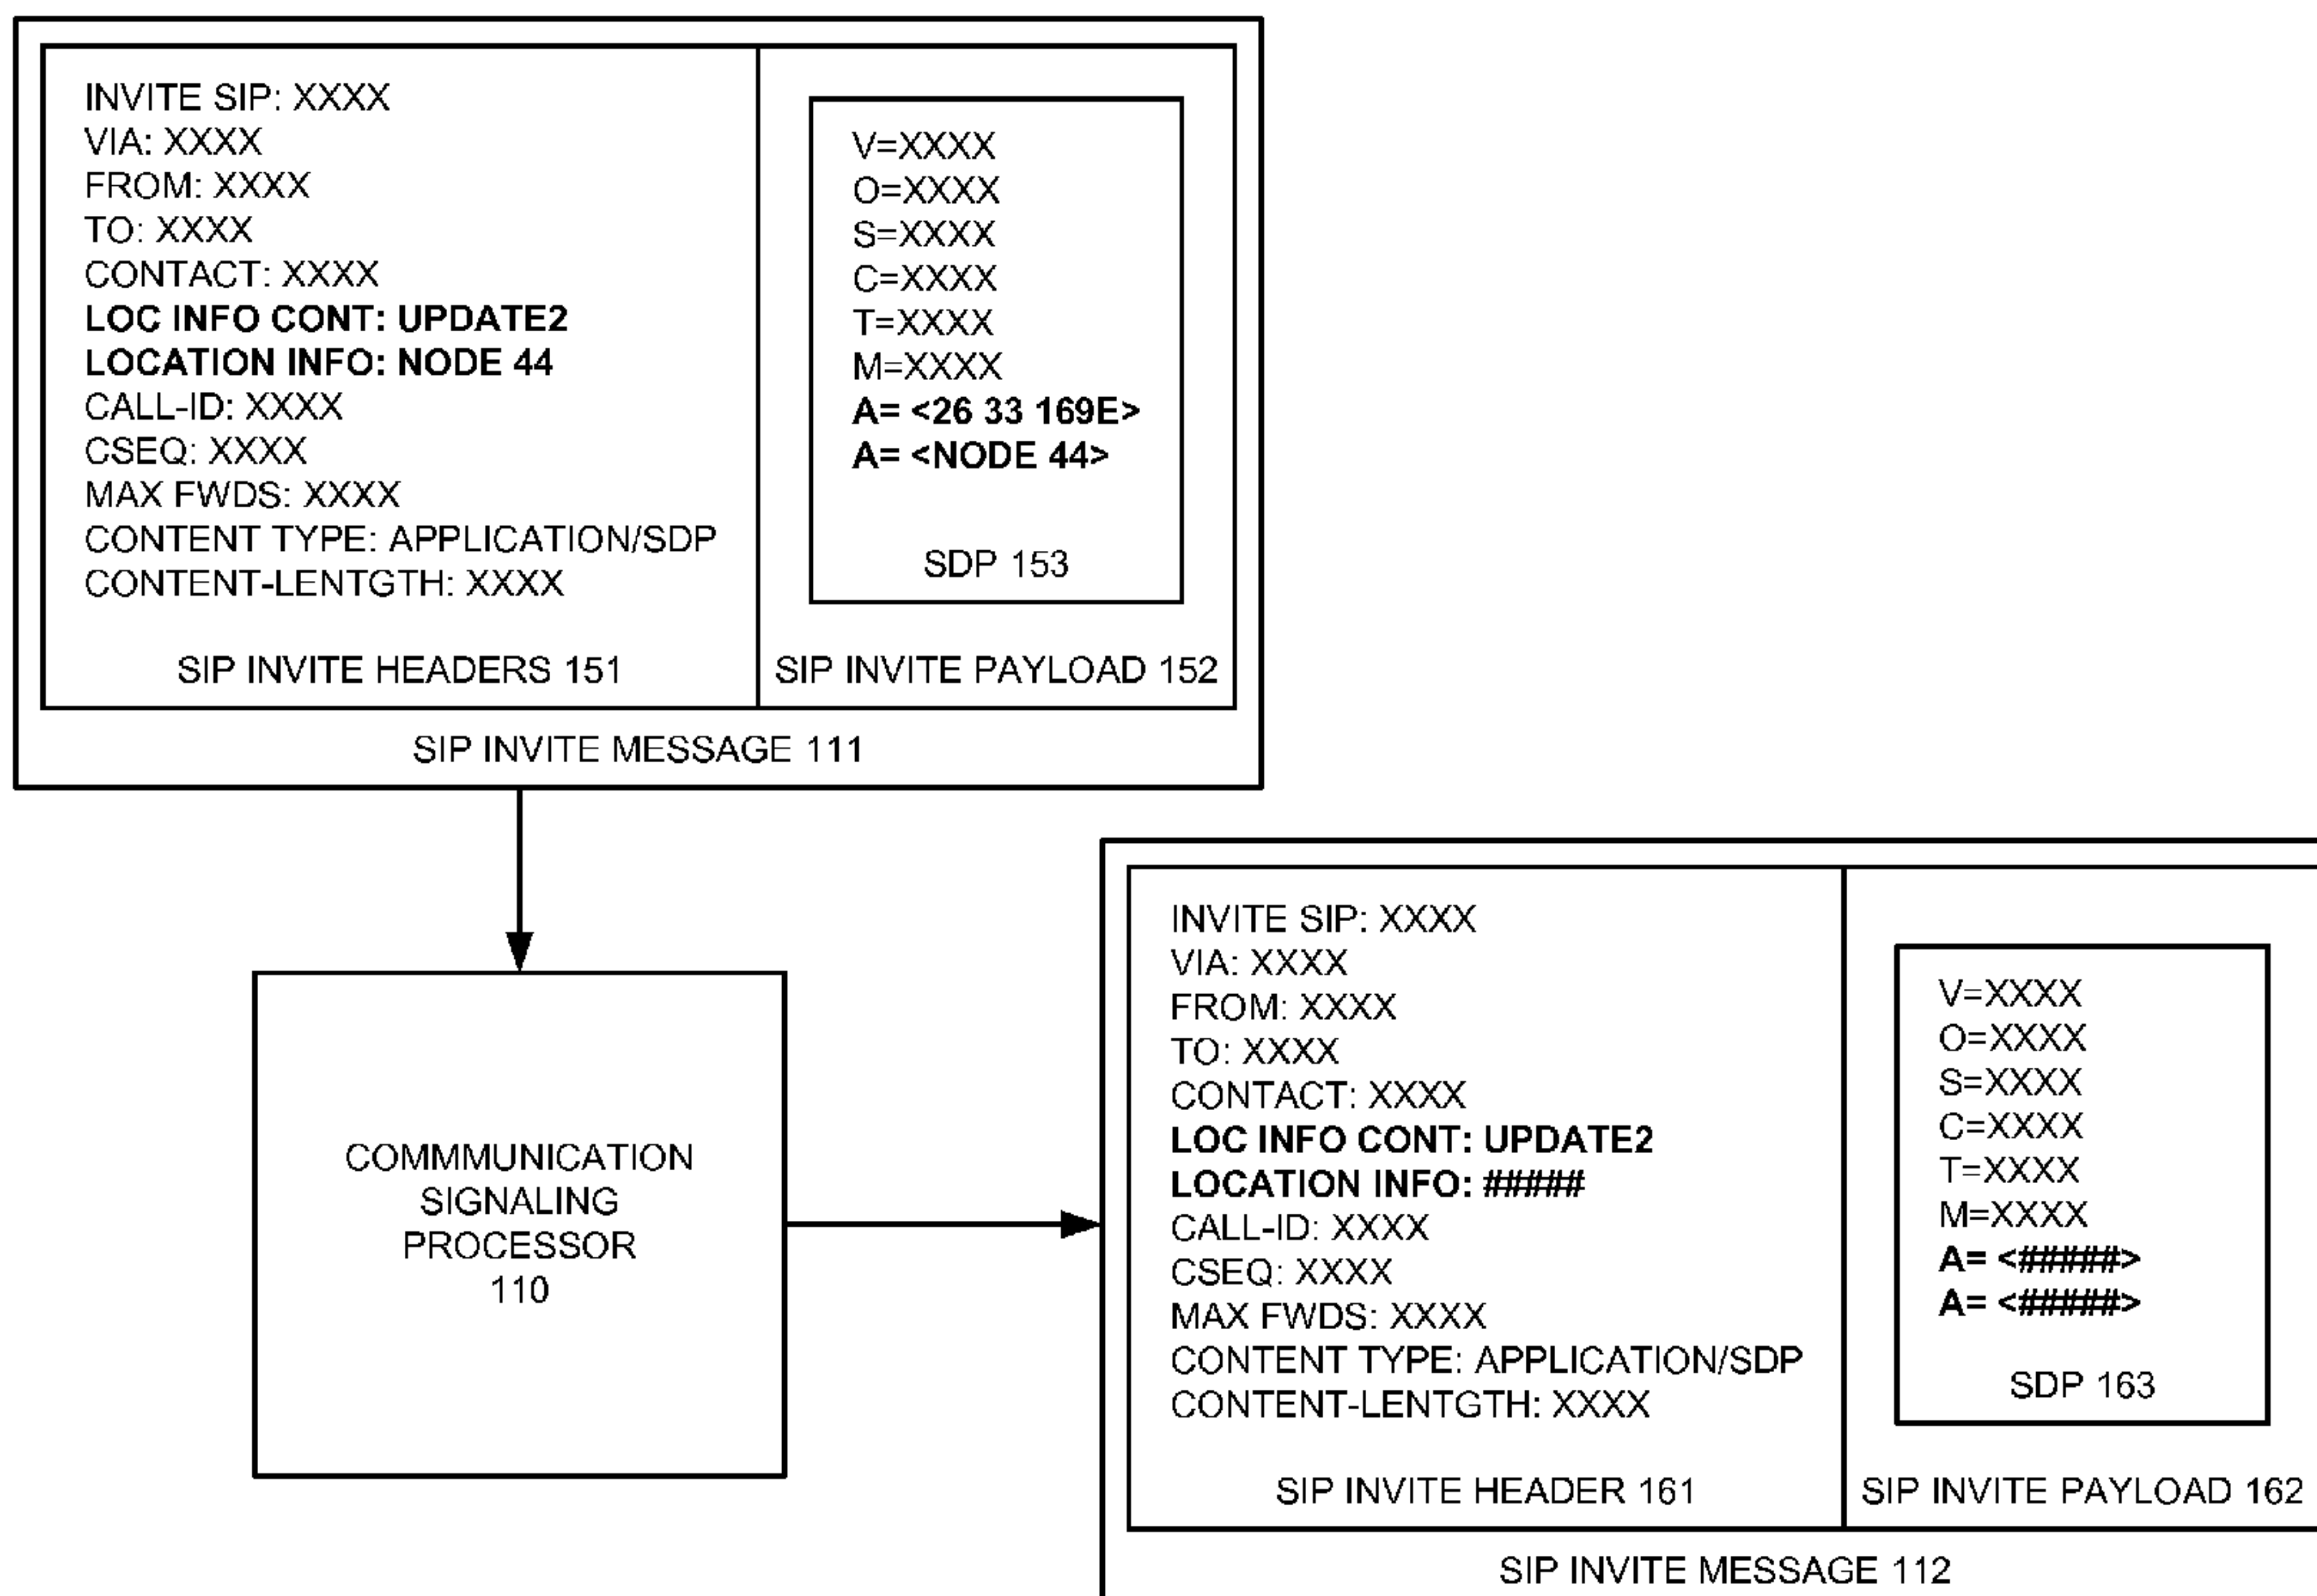 INVITE SIP: XXXX
VIA: XXXX
FROM: XXXX
TO: XXXX
CONTACT: XXXX
LOC INFO CONT: UPDATE2
LOCATION INFO: NODE 44
CALL-ID: XXXX
CSEQ: XXXX
MAX FWDS: XXXX
CONTENT TYPE: APPLICATION/SDP
CONTENT-LENTGTH: XXXX
SIP INVITE HEADERS 151
V=XXXX
O=XXXX
S=XXXX
C=XXXX
T=XXXX
M=XXXX
A= <26 33 169E>
A= <NODE 44>
SDP 153
SIP INVITE PAYLOAD 152
SIP INVITE MESSAGE 111
COMMMUNICATION
SIGNALING
PROCESSOR
110
INVITE SIP: XXXX
VIA: XXXX
FROM: XXXX
TO: XXXX
CONTACT: XXXX
LOC INFO CONT: UPDATE2
LOCATION INFO: #####
CALL-ID: XXXX
CSEQ: XXXX
MAX FWDS: XXXX
CONTENT TYPE: APPLICATION/SDP
CONTENT-LENTGTH: XXXX
SIP INVITE HEADER 161
V=XXXX
O=XXXX
S=XXXX
C=XXXX
T=XXXX
M=XXXX
A= <#####>
A= <#####>
SDP 163
SIP INVITE PAYLOAD 162
SIP INVITE MESSAGE 112